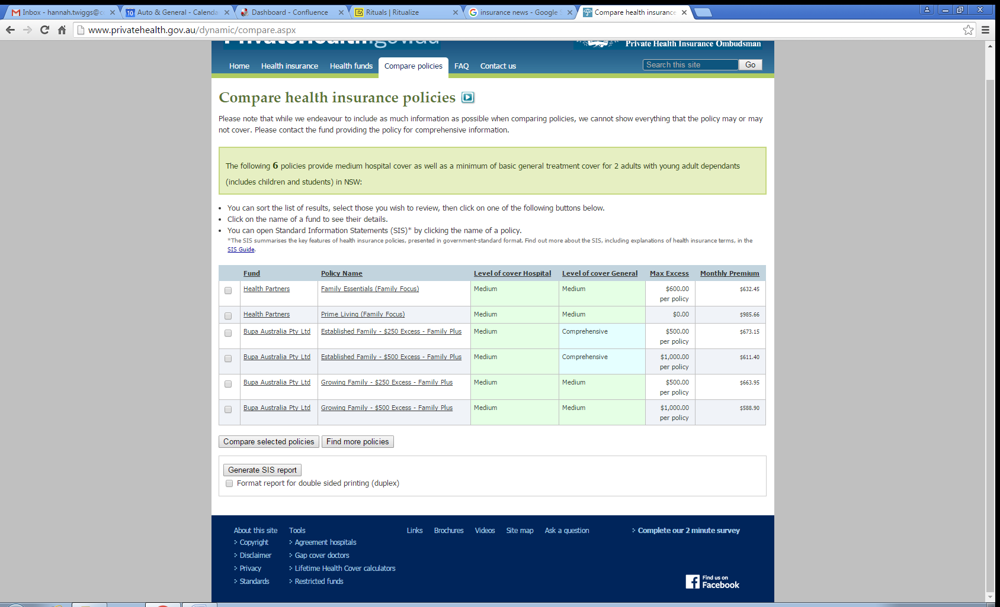 Inbox - hannah.twiggs@c
10 Auto & General - Calenda
Dashboard - Confluence
Rituals | Ritualize
insurance news - Google S
Compare health insurance
www.privatehealth.gov.au/dynamic/compare.aspx
Private Health Insurance Ombudsman
Home Health insurance Health funds Compare policies FAQ Contact us
Search this site Go
Compare health insurance policies
Please note that while we endeavour to include as much information as possible when comparing policies, we cannot show everything that the policy may or may
not cover. Please contact the fund providing the policy for comprehensive information.
The following 6 policies provide medium hospital cover as well as a minimum of basic general treatment cover for 2 adults with young adult dependants
(includes children and students) in NSW:
• You can sort the list of results, select those you wish to review, then click on one of the following buttons below.
• Click on the name of a fund to see their details.
• You can open Standard Information Statements (SIS)* by clicking the name of a policy.
*The SIS summarises the key features of health insurance policies, presented in government-standard format. Find out more about the SIS, including explanations of health insurance terms, in the
SIS Guide.
Fund Policy Name Level of cover Hospital Level of cover General Max Excess Monthly Premium
Health Partners Family Essentials (Family Focus) Medium Medium $600.00 $632.45
per policy
Health Partners Prime Living (Family Focus) Medium Medium $0.00 $985.66
Bupa Australia Pty Ltd Established Family - $250 Excess - Family Plus Medium Comprehensive $500.00 $673.15
per policy
Bupa Australia Pty Ltd Established Family - $500 Excess - Family Plus Medium Comprehensive $1,000.00 $611.40
per policy
Bupa Australia Pty Ltd Growing Family - $250 Excess - Family Plus Medium Medium $500.00 $663.95
per policy
Bupa Australia Pty Ltd Growing Family - $500 Excess - Family Plus Medium Medium $1,000.00 $588.90
per policy
Compare selected policies Find more policies
Generate SIS report
Format report for double sided printing (duplex)
About this site Tools Links Brochures Videos Site map Ask a question Complete our 2 minute survey
Copyright Agreement hospitals
Disclaimer Gap cover doctors
Privacy Lifetime Health Cover calculators
Standards Restricted funds
Find us on
Facebook